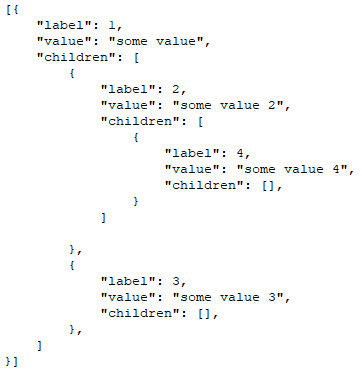 [{
    "label": 1,
    "value": "some value",
    "children": [
        {
            "label": 2,
            "value": "some value 2",
            "children": [
                {
                    "label": 4,
                    "value": "some value 4",
                    "children": [],
                }
            ]

        },
        {
            "label": 3,
            "value": "some value 3",
            "children": [],
        },
    ]
}]